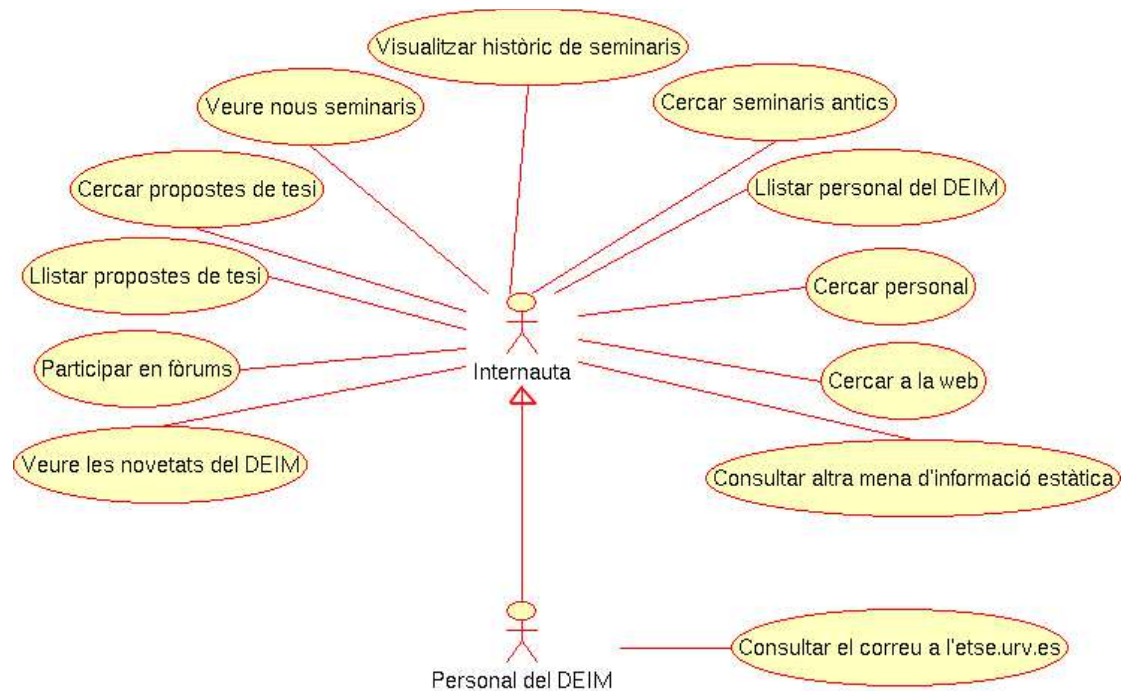 Visualitzar històric de seminaris
Veure nous seminaris
Cercar seminaris antics
Cercar propostes de tesi
Llistar personal del DEIM
Llistar propostes de tesi
Cercar personal
Participar en fòrums
Internauta
Cercar a la web
Veure les novetats del DEIM
Consultar altra mena d'informació estàtica
Consultar el correu a l'etse.urv.es
Personal del DEIM